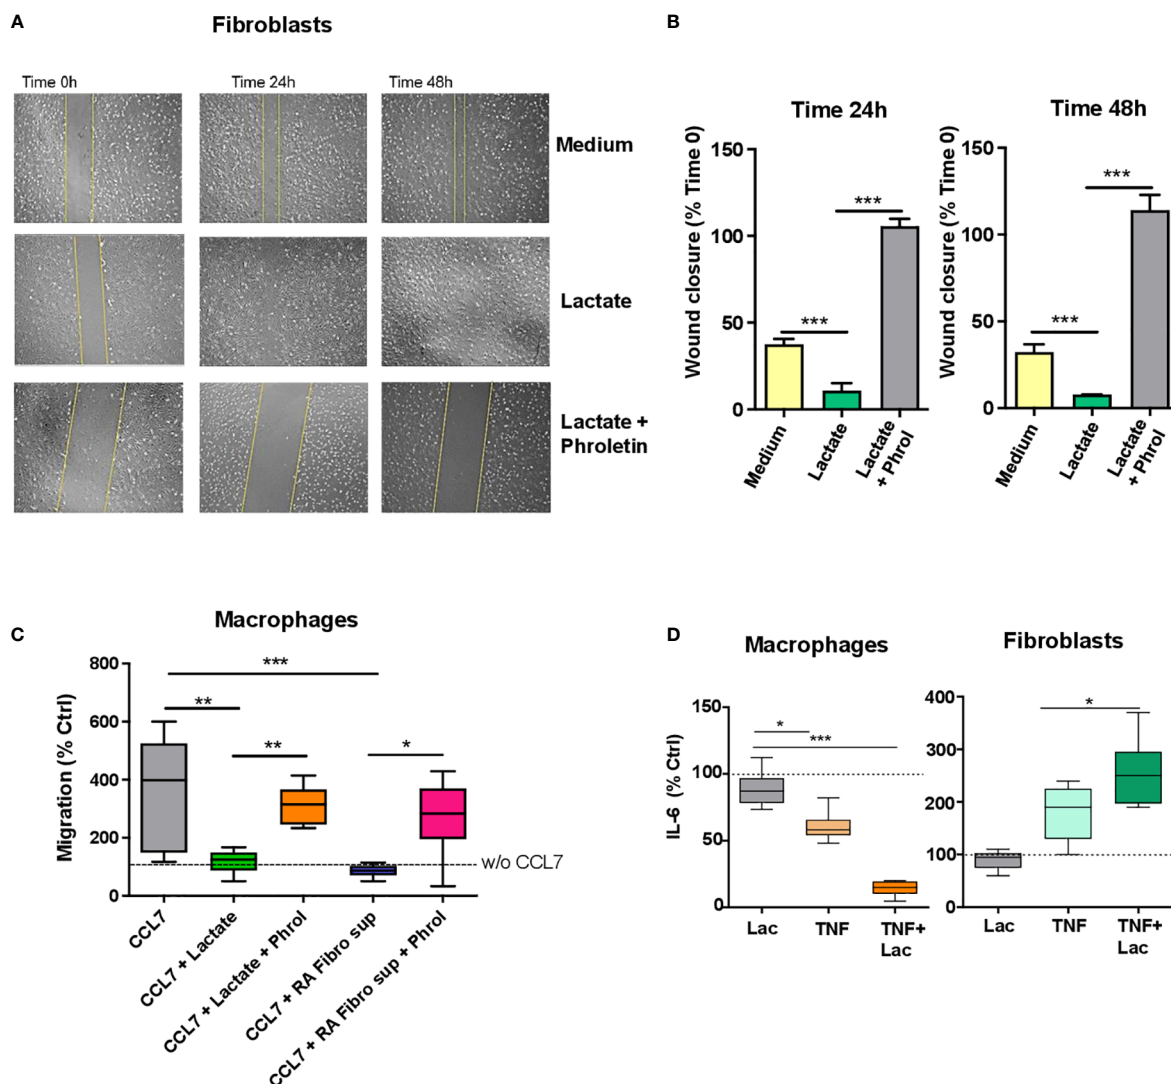 A
Fibroblasts
Time 0h
Time 24h
Time 48h
Medium
Lactate
Lactate +
Phroletin
B
Time 24h
Wound closure (% Time 0)
150
100
50
0
***
***
Medium
Lactate
Lactate
+ Phrol
Time 48h
Wound closure (% Time 0)
150
100
50
0
***
***
Medium
Lactate
Lactate
+ Phrol
C
Macrophages
Migration (% Ctrl)
800
600
400
200
0
***
**
**
*
w/o CCL7
CCL7
CCL7 + Lactate
CCL7 + Lactate + Phrol
CCL7 + RA Fibro sup
CCL7 + RA Fibro sup + Phrol
D
Macrophages
IL-6 (% Ctrl)
150
100
50
0
*
***
Lac
TNF
TNF+
Lac
Fibroblasts
400
300
200
100
0
*
Lac
TNF
TNF+
Lac